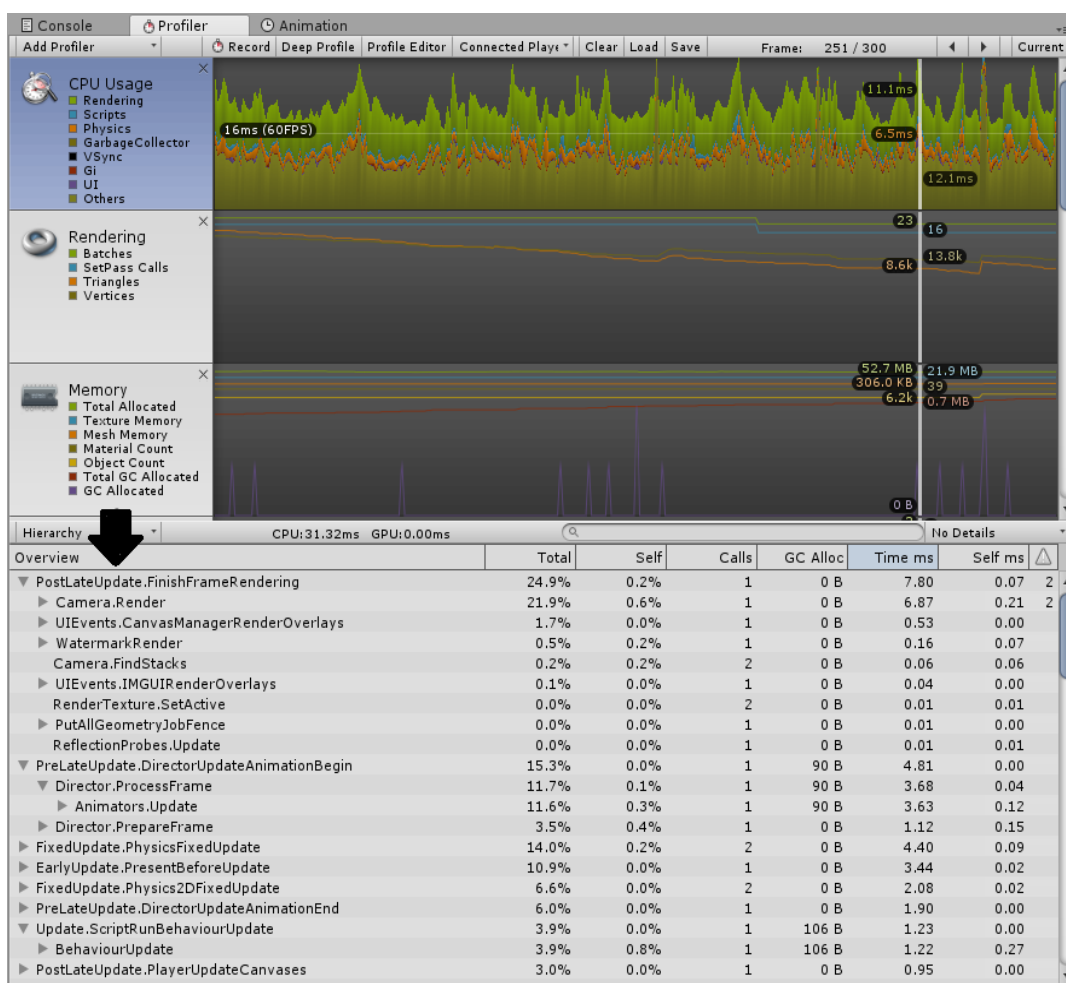 Console Profiler Animation
Add Profiler Record Deep Profile Profile Editor Connected Playe Clear Load Save Frame: 251 / 300 Current
CPU Usage
Rendering
Scripts
Physics
GarbageCollector
VSync
Gi
UI
Others
11.1ms
16ms (60FPS)
6.5ms
12.1ms
Rendering
Batches
SetPass Calls
Triangles
Vertices
23
16
13.8k
8.6k
Memory
Total Allocated
Texture Memory
Mesh Memory
Material Count
Object Count
Total GC Allocated
GC Allocated
52.7 MB 21.9 MB
306.0 KB 39
6.2k 0.7 MB
0 B
Hierarchy CPU:31.32ms GPU:0.00ms No Details
Overview Total Self Calls GC Alloc Time ms Self ms
PostLateUpdate.FinishFrameRendering 24.9% 0.2% 1 0 B 7.80 0.07 2
Camera.Render 21.9% 0.6% 1 0 B 6.87 0.21 2
UIEvents.CanvasManagerRenderOverlays 1.7% 0.0% 1 0 B 0.53 0.00
WatermarkRender 0.5% 0.2% 1 0 B 0.16 0.07
Camera.FindStacks 0.2% 0.2% 2 0 B 0.06 0.06
UIEvents.IMGUIRenderOverlays 0.1% 0.0% 1 0 B 0.04 0.00
RenderTexture.SetActive 0.0% 0.0% 2 0 B 0.01 0.01
PutAllGeometryJobFence 0.0% 0.0% 1 0 B 0.01 0.00
ReflectionProbes.Update 0.0% 0.0% 1 0 B 0.01 0.01
PreLateUpdate.DirectorUpdateAnimationBegin 15.3% 0.0% 1 90 B 4.81 0.00
Director.ProcessFrame 11.7% 0.1% 1 90 B 3.68 0.04
Animators.Update 11.6% 0.3% 1 90 B 3.63 0.12
Director.PrepareFrame 3.5% 0.4% 1 0 B 1.12 0.15
FixedUpdate.PhysicsFixedUpdate 14.0% 0.2% 2 0 B 4.40 0.09
EarlyUpdate.PresentBeforeUpdate 10.9% 0.0% 1 0 B 3.44 0.02
FixedUpdate.Physics2DFixedUpdate 6.6% 0.0% 2 0 B 2.08 0.02
PreLateUpdate.DirectorUpdateAnimationEnd 6.0% 0.0% 1 0 B 1.90 0.00
Update.ScriptRunBehaviourUpdate 3.9% 0.0% 1 106 B 1.23 0.00
BehaviourUpdate 3.9% 0.8% 1 106 B 1.22 0.27
PostLateUpdate.PlayerUpdateCanvases 3.0% 0.0% 1 0 B 0.95 0.00